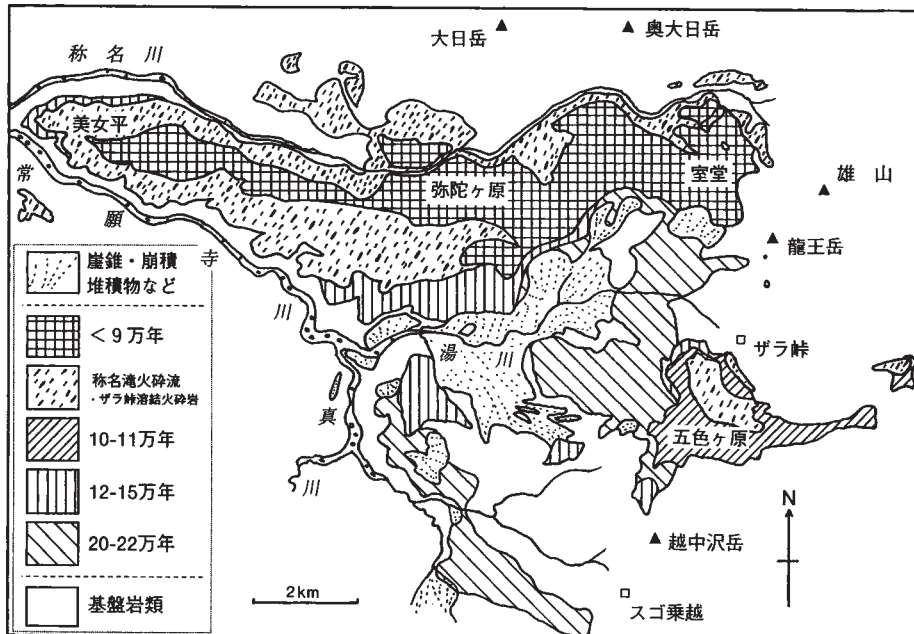 大日岳
奥大日岳
称名川
美女平
弥陀ヶ原
室堂
雄山
龍王岳
常願寺川
湯川
真川
ザラ峠
五色ヶ原
越中沢岳
スゴ乗越
N
2km
崖錐・崩積
堆積物など
<9万年
称名滝火砕流
・ザラ峠溶結火砕岩
10-11万年
12-15万年
20-22万年
基盤岩類